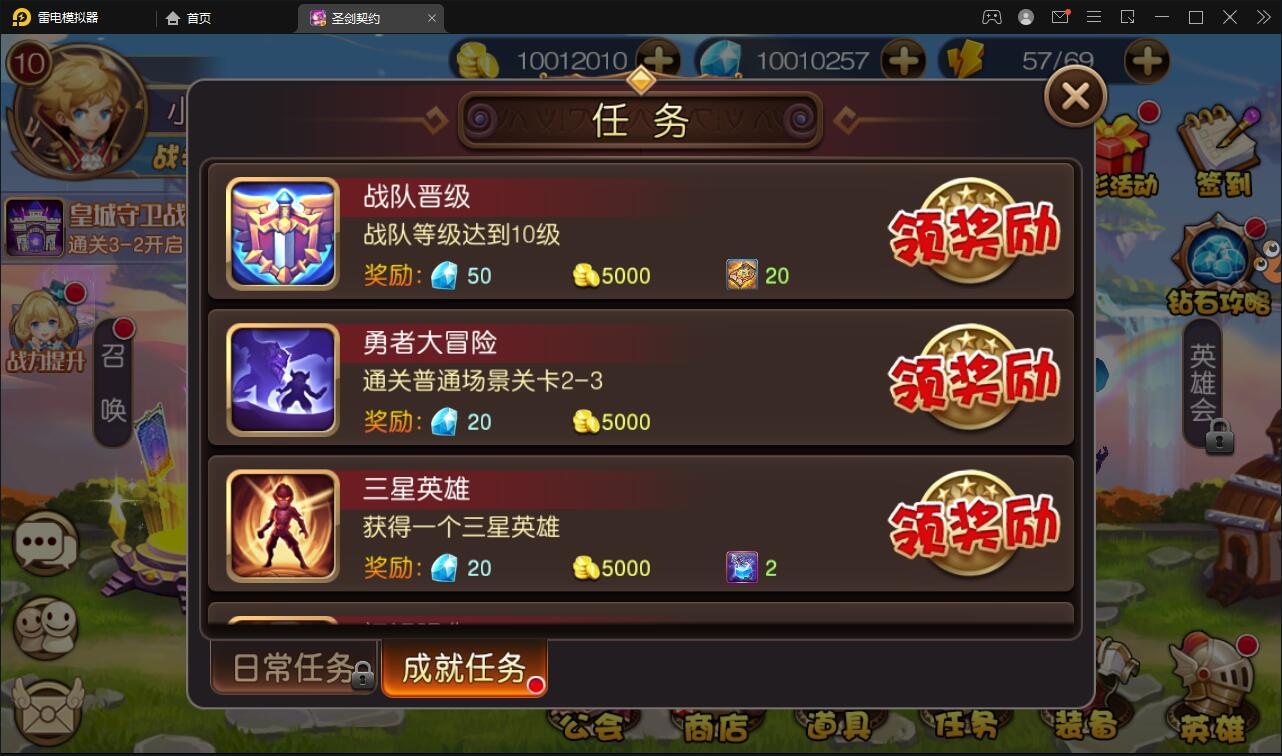 雷电模拟器
首页
圣剑契约
10
10012010
10010257
57/69
小
战
皇城守卫战
通关3-2开启
战力提升
召唤
任务
战队晋级
战队等级达到10级
奖励: 50 5000 20
领奖励
勇者大冒险
通关普通场景关卡2-3
奖励: 20 5000
领奖励
三星英雄
获得一个三星英雄
奖励: 20 5000 2
领奖励
日常任务
成就任务
活动
签到
钻石攻略
英雄会
公会
商店
道具
任务
装备
英雄